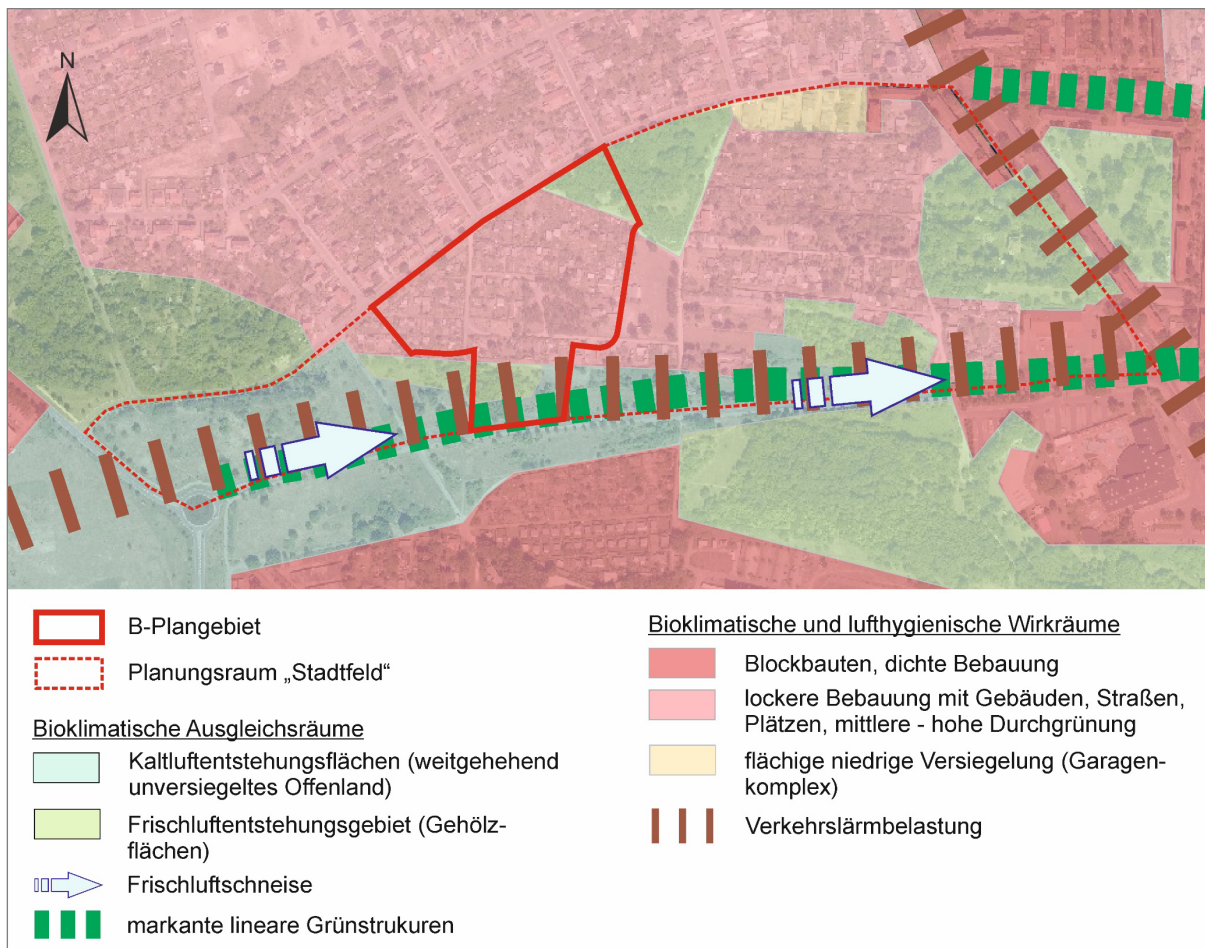 N
B-Plangebiet
Planungsraum „Stadtfeld“
Bioklimatische Ausgleichsräume
Kaltluftentstehungsflächen (weitgehehend
unversiegeltes Offenland)
Frischluftentstehungsgebiet (Gehölz-
flächen)
Frischluftschneise
markante lineare Grünstrukuren
Bioklimatische und lufthygienische Wirkräume
Blockbauten, dichte Bebauung
lockere Bebauung mit Gebäuden, Straßen,
Plätzen, mittlere - hohe Durchgrünung
flächige niedrige Versiegelung (Garagen-
komplex)
Verkehrslärmbelastung